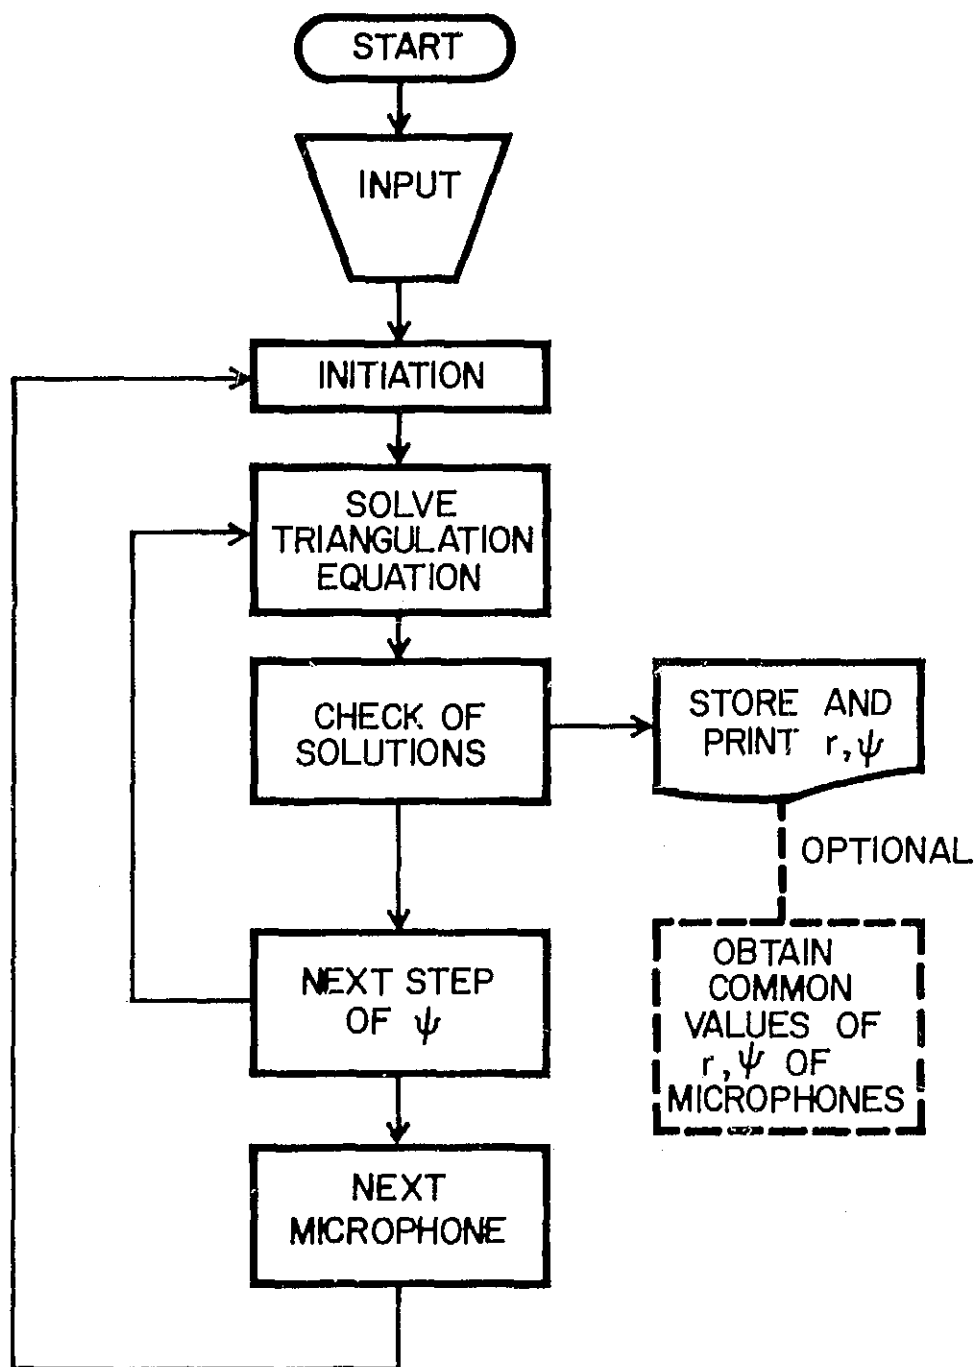 START
INPUT
INITIATION
SOLVE
TRIANGULATION
EQUATION
CHECK OF
SOLUTIONS
STORE AND
PRINT r, ψ
OPTIONAL
OBTAIN
COMMON
VALUES OF
r, ψ OF
MICROPHONES
NEXT STEP
OF ψ
NEXT
MICROPHONE